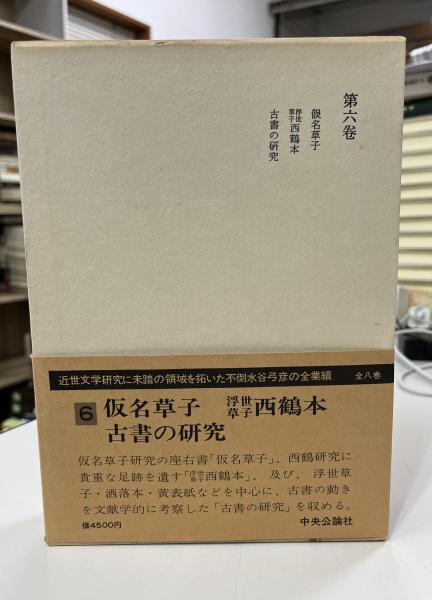 第六巻
仮名草子
浮世草子西鶴本
古書の研究
近世文学研究に未踏の領域を拓いた不倒水谷弓彦の全業績 全八巻
6 仮名草子 浮世草子西鶴本
古書の研究
仮名草子研究の座右書「仮名草子」、西鶴研究に
貴重な足跡を遺す「浮世草子西鶴本」、及び、浮世草
子・洒落本・黄表紙などを中心に、古書の動き
を文献学的に考察した「古書の研究」を収める。
価4500円 中央公論社